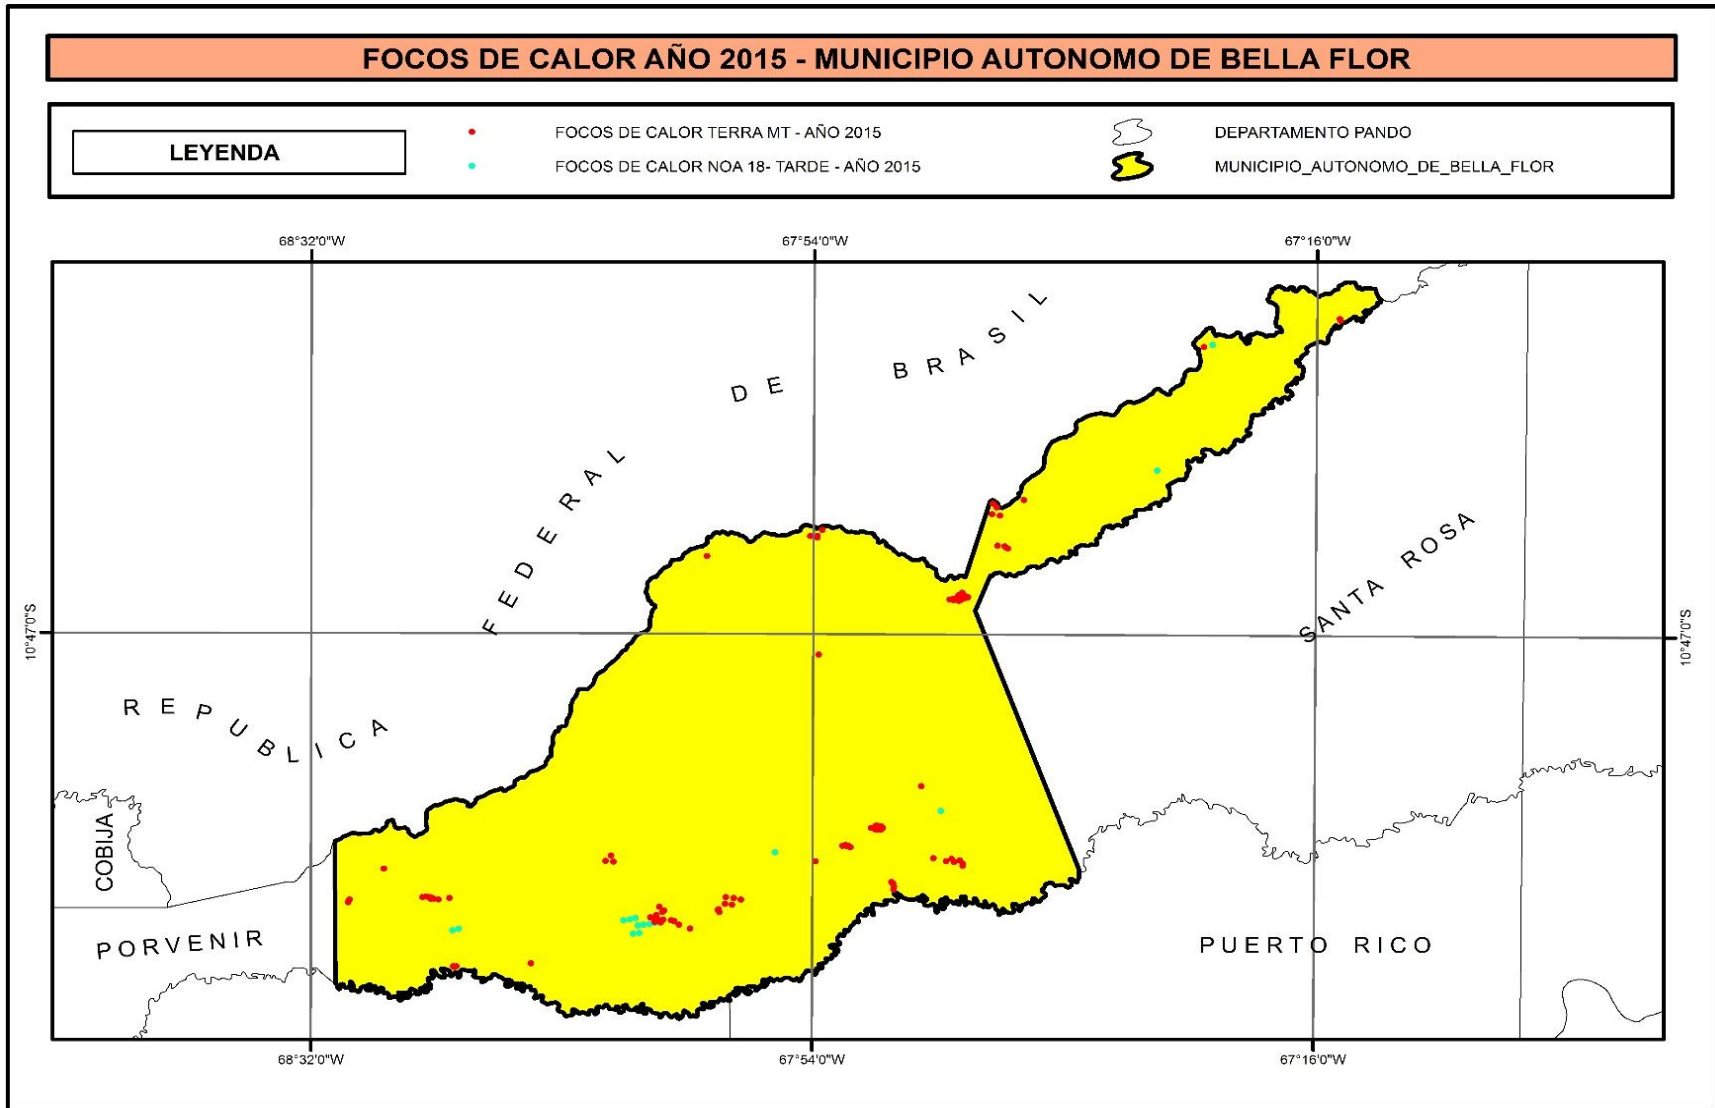 FOCOS DE CALOR AÑO 2015 - MUNICIPIO AUTONOMO DE BELLA FLOR
LEYENDA
FOCOS DE CALOR TERRA MT - AÑO 2015
FOCOS DE CALOR NOA 18- TARDE - AÑO 2015
DEPARTAMENTO PANDO
MUNICIPIO_AUTONOMO_DE_BELLA_FLOR
68°32'0"W
67°54'0"W
67°16'0"W
10°47'0"S
10°47'0"S
REPUBLICA
FEDERAL
DE
BRASIL
SANTA ROSA
COBIJA
PORVENIR
PUERTO RICO
68°32'0"W
67°54'0"W
67°16'0"W